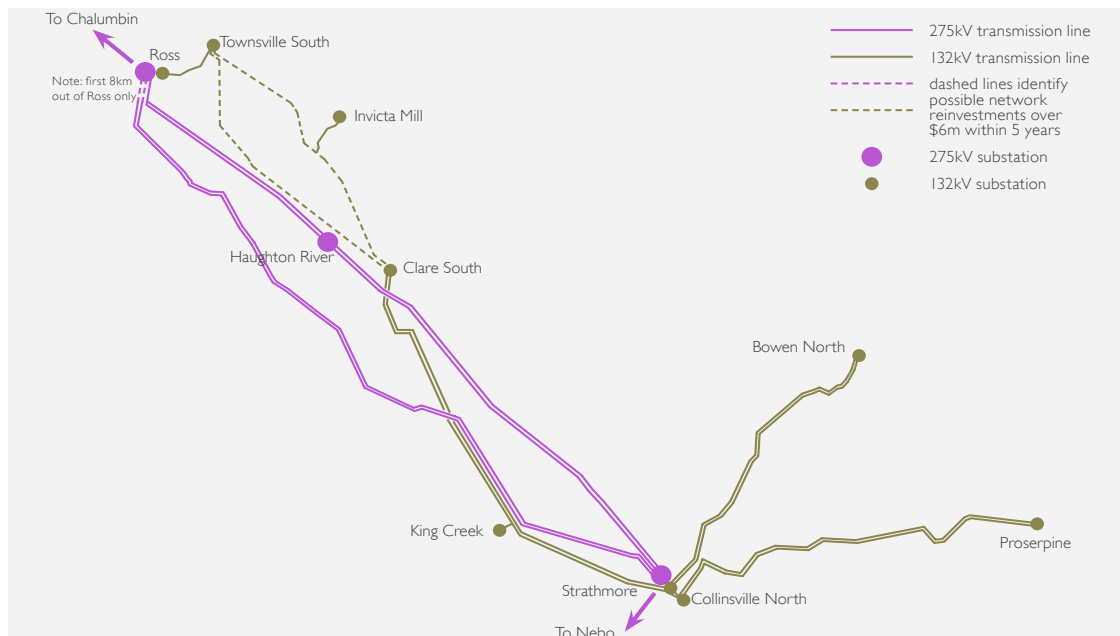 To Chalumbin
Townsville South
Ross
Note: first 8km
out of Ross only
Invicta Mill
Haughton River
Clare South
Bowen North
King Creek
Proserpine
Strathmore
Collinsville North
To Nebo
275kV transmission line
132kV transmission line
dashed lines identify
possible network
reinvestments over
$6m within 5 years
275kV substation
132kV substation